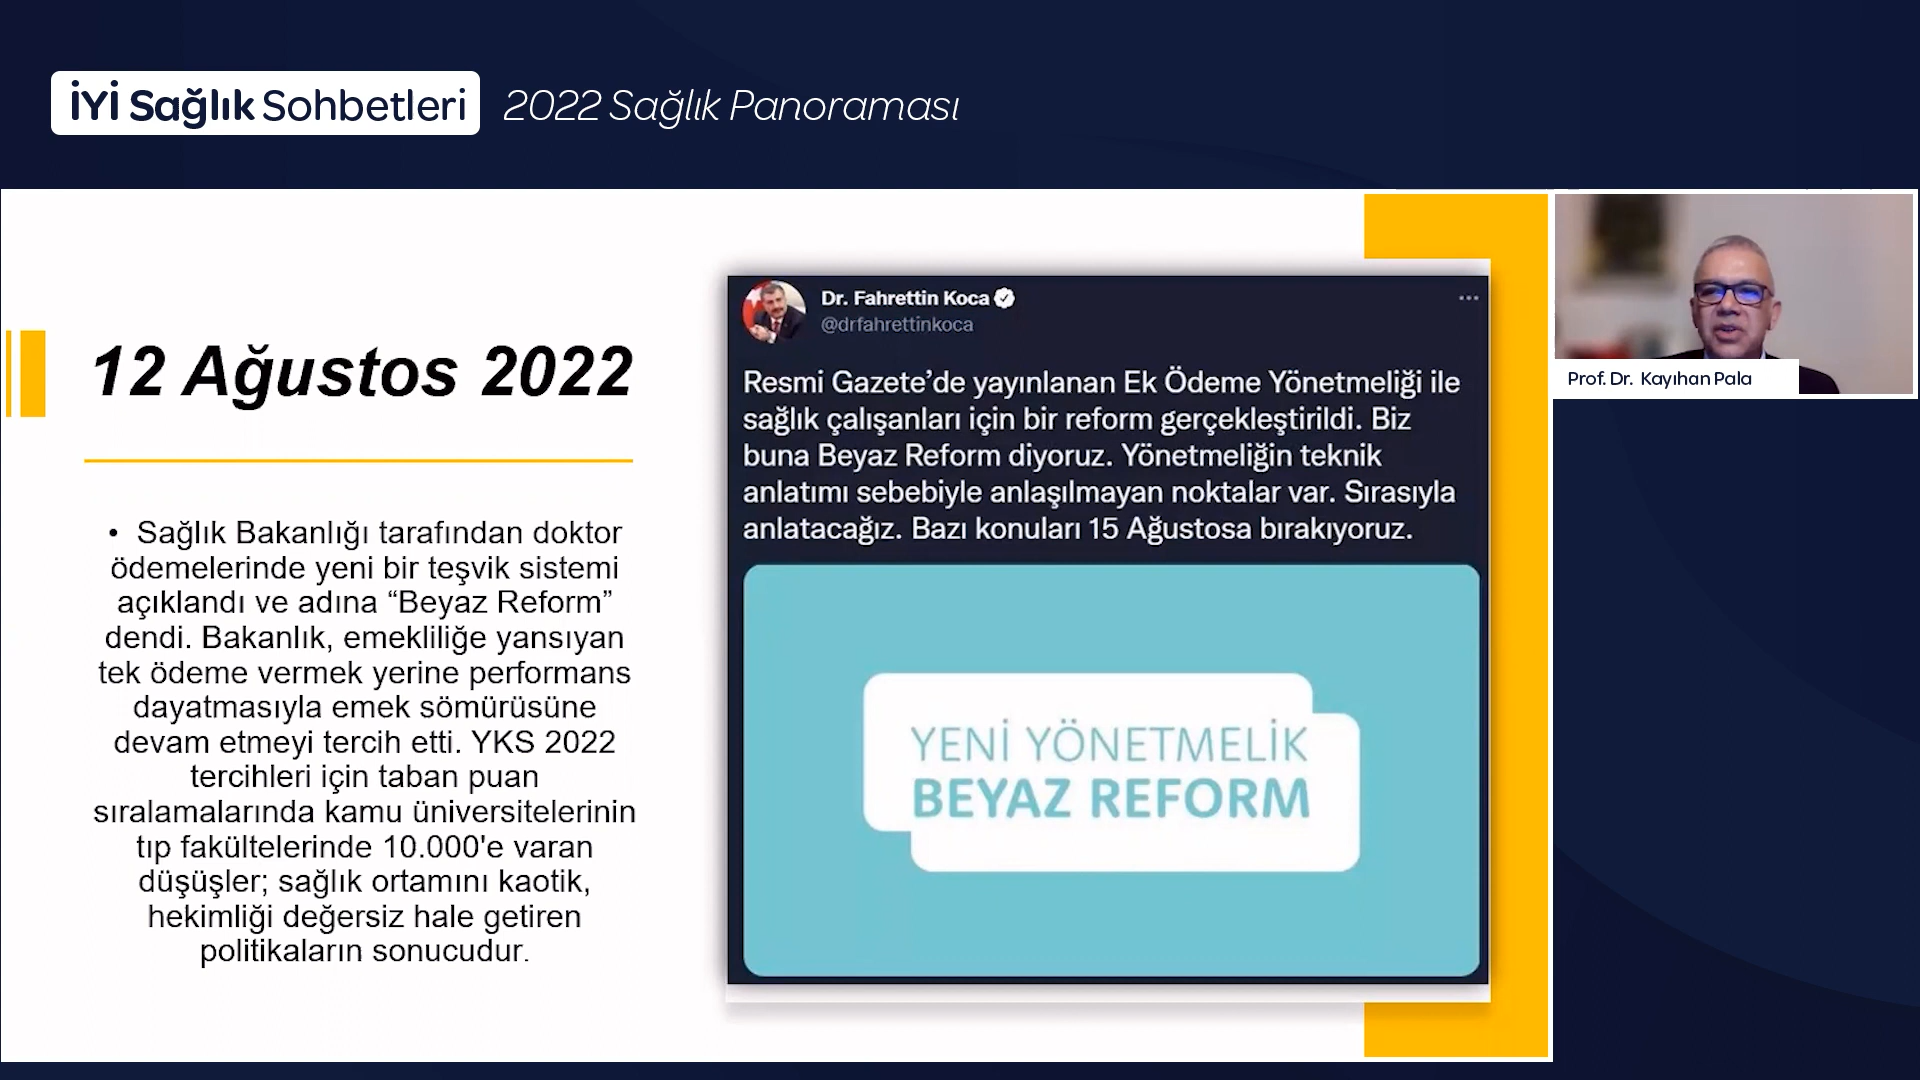 İYİ Sağlık Sohbetleri 2022 Sağlık Panoraması
12 Ağustos 2022
• Sağlık Bakanlığı tarafından doktor
ödemelerinde yeni bir teşvik sistemi
açıklandı ve adına “Beyaz Reform”
dendi. Bakanlık, emekliliğe yansıyan
tek ödeme vermek yerine performans
dayatmasıyla emek sömürüsüne
devam etmeyi tercih etti. YKS 2022
tercihleri için taban puan
sıralamalarında kamu üniversitelerinin
tıp fakültelerinde 10.000'e varan
düşüşler; sağlık ortamını kaotik,
hekimliği değersiz hale getiren
politikaların sonucudur.
Dr. Fahrettin Koca
@drfahrettinkoca
Resmi Gazete’de yayınlanan Ek Ödeme Yönetmeliği ile
sağlık çalışanları için bir reform gerçekleştirildi. Biz
buna Beyaz Reform diyoruz. Yönetmeliğin teknik
anlatımı sebebiyle anlaşılmayan noktalar var. Sırasıyla
anlatacağız. Bazı konuları 15 Ağustosa bırakıyoruz.
YENİ YÖNETMELİK
BEYAZ REFORM
Prof. Dr. Kayıhan Pala